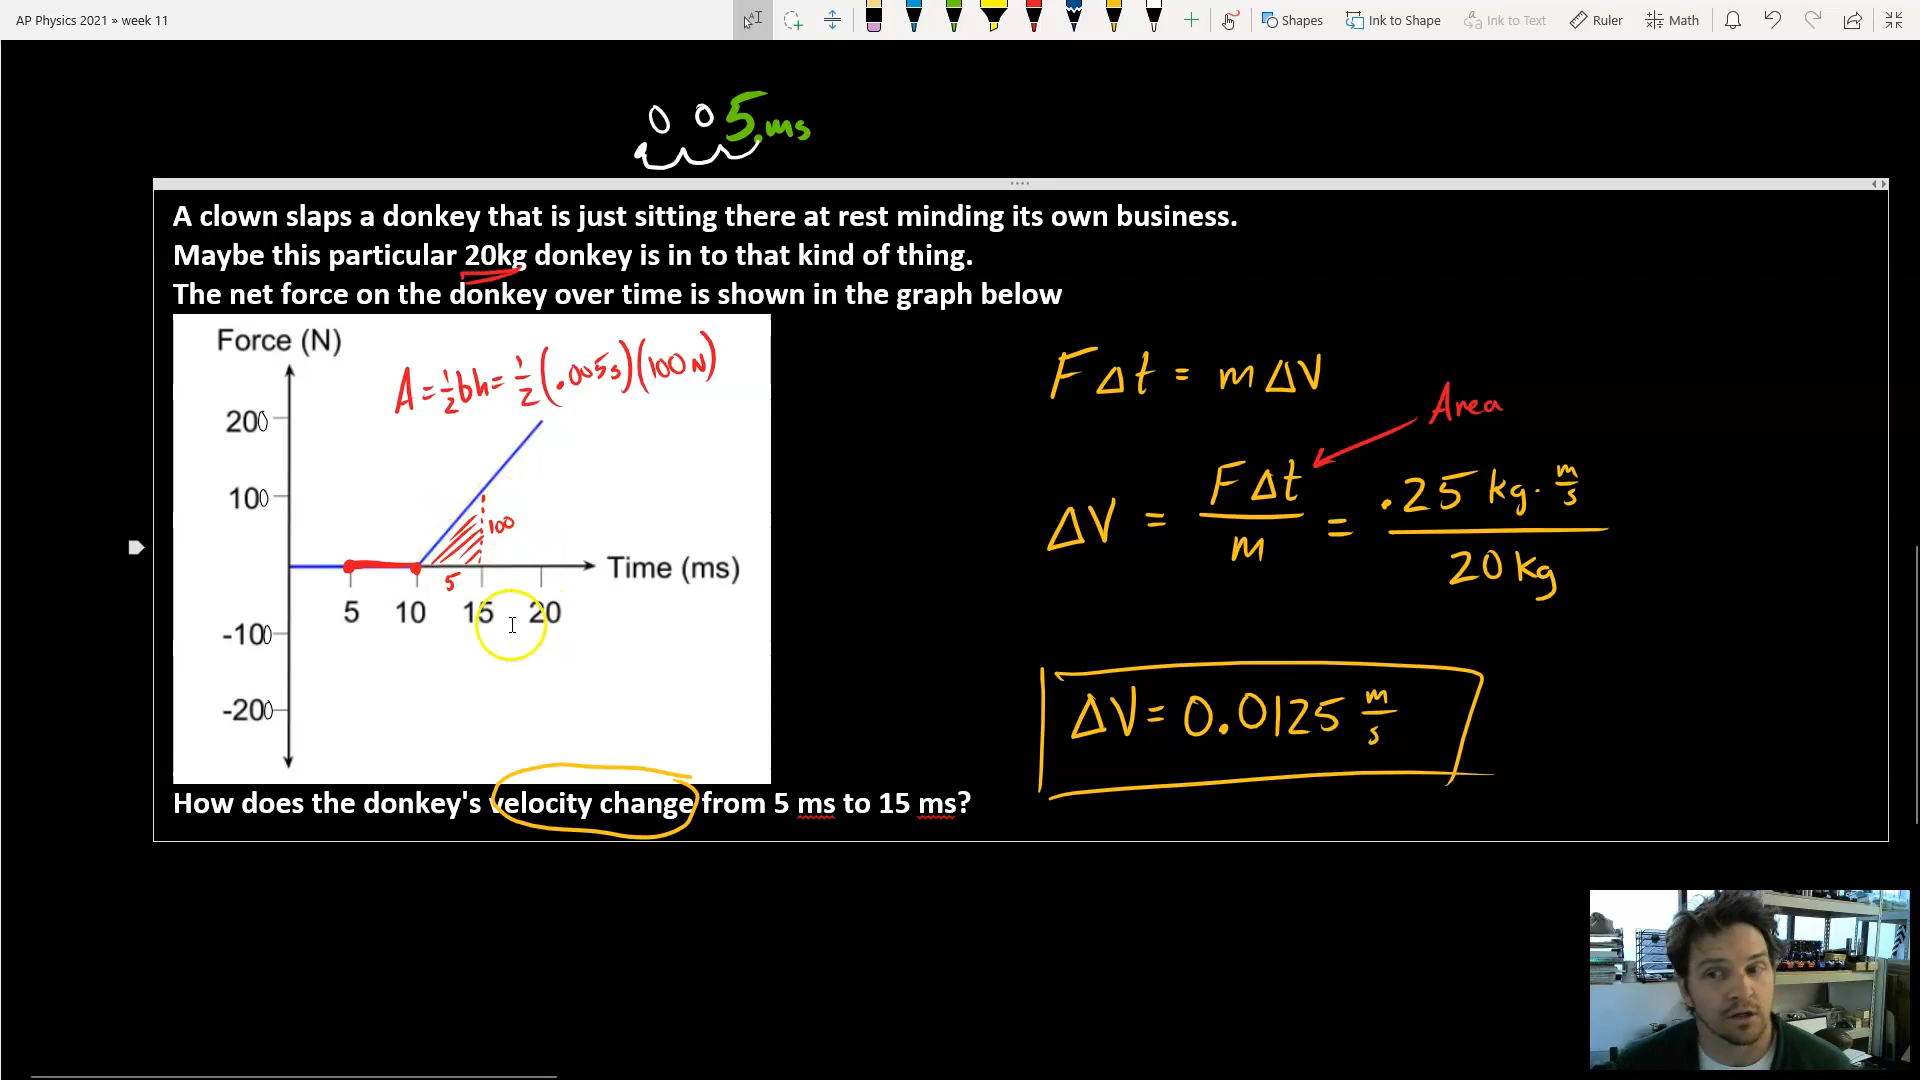 AP Physics 2021 » week 11
Shapes
Ink to Shape
Ink to Text
Ruler
Math
0 0 5.ms
A clown slaps a donkey that is just sitting there at rest minding its own business.
Maybe this particular 20kg donkey is in to that kind of thing.
The net force on the donkey over time is shown in the graph below
Force (N)
A = ½bh = ½(.005s)(100N)
200
100
-100
-200
100
5
Time (ms)
5 10 15 20
FΔt = mΔV
Area
ΔV = FΔt/m = .25 kg·m/s / 20kg
ΔV = 0.0125 m/s
How does the donkey's velocity change from 5 ms to 15 ms?